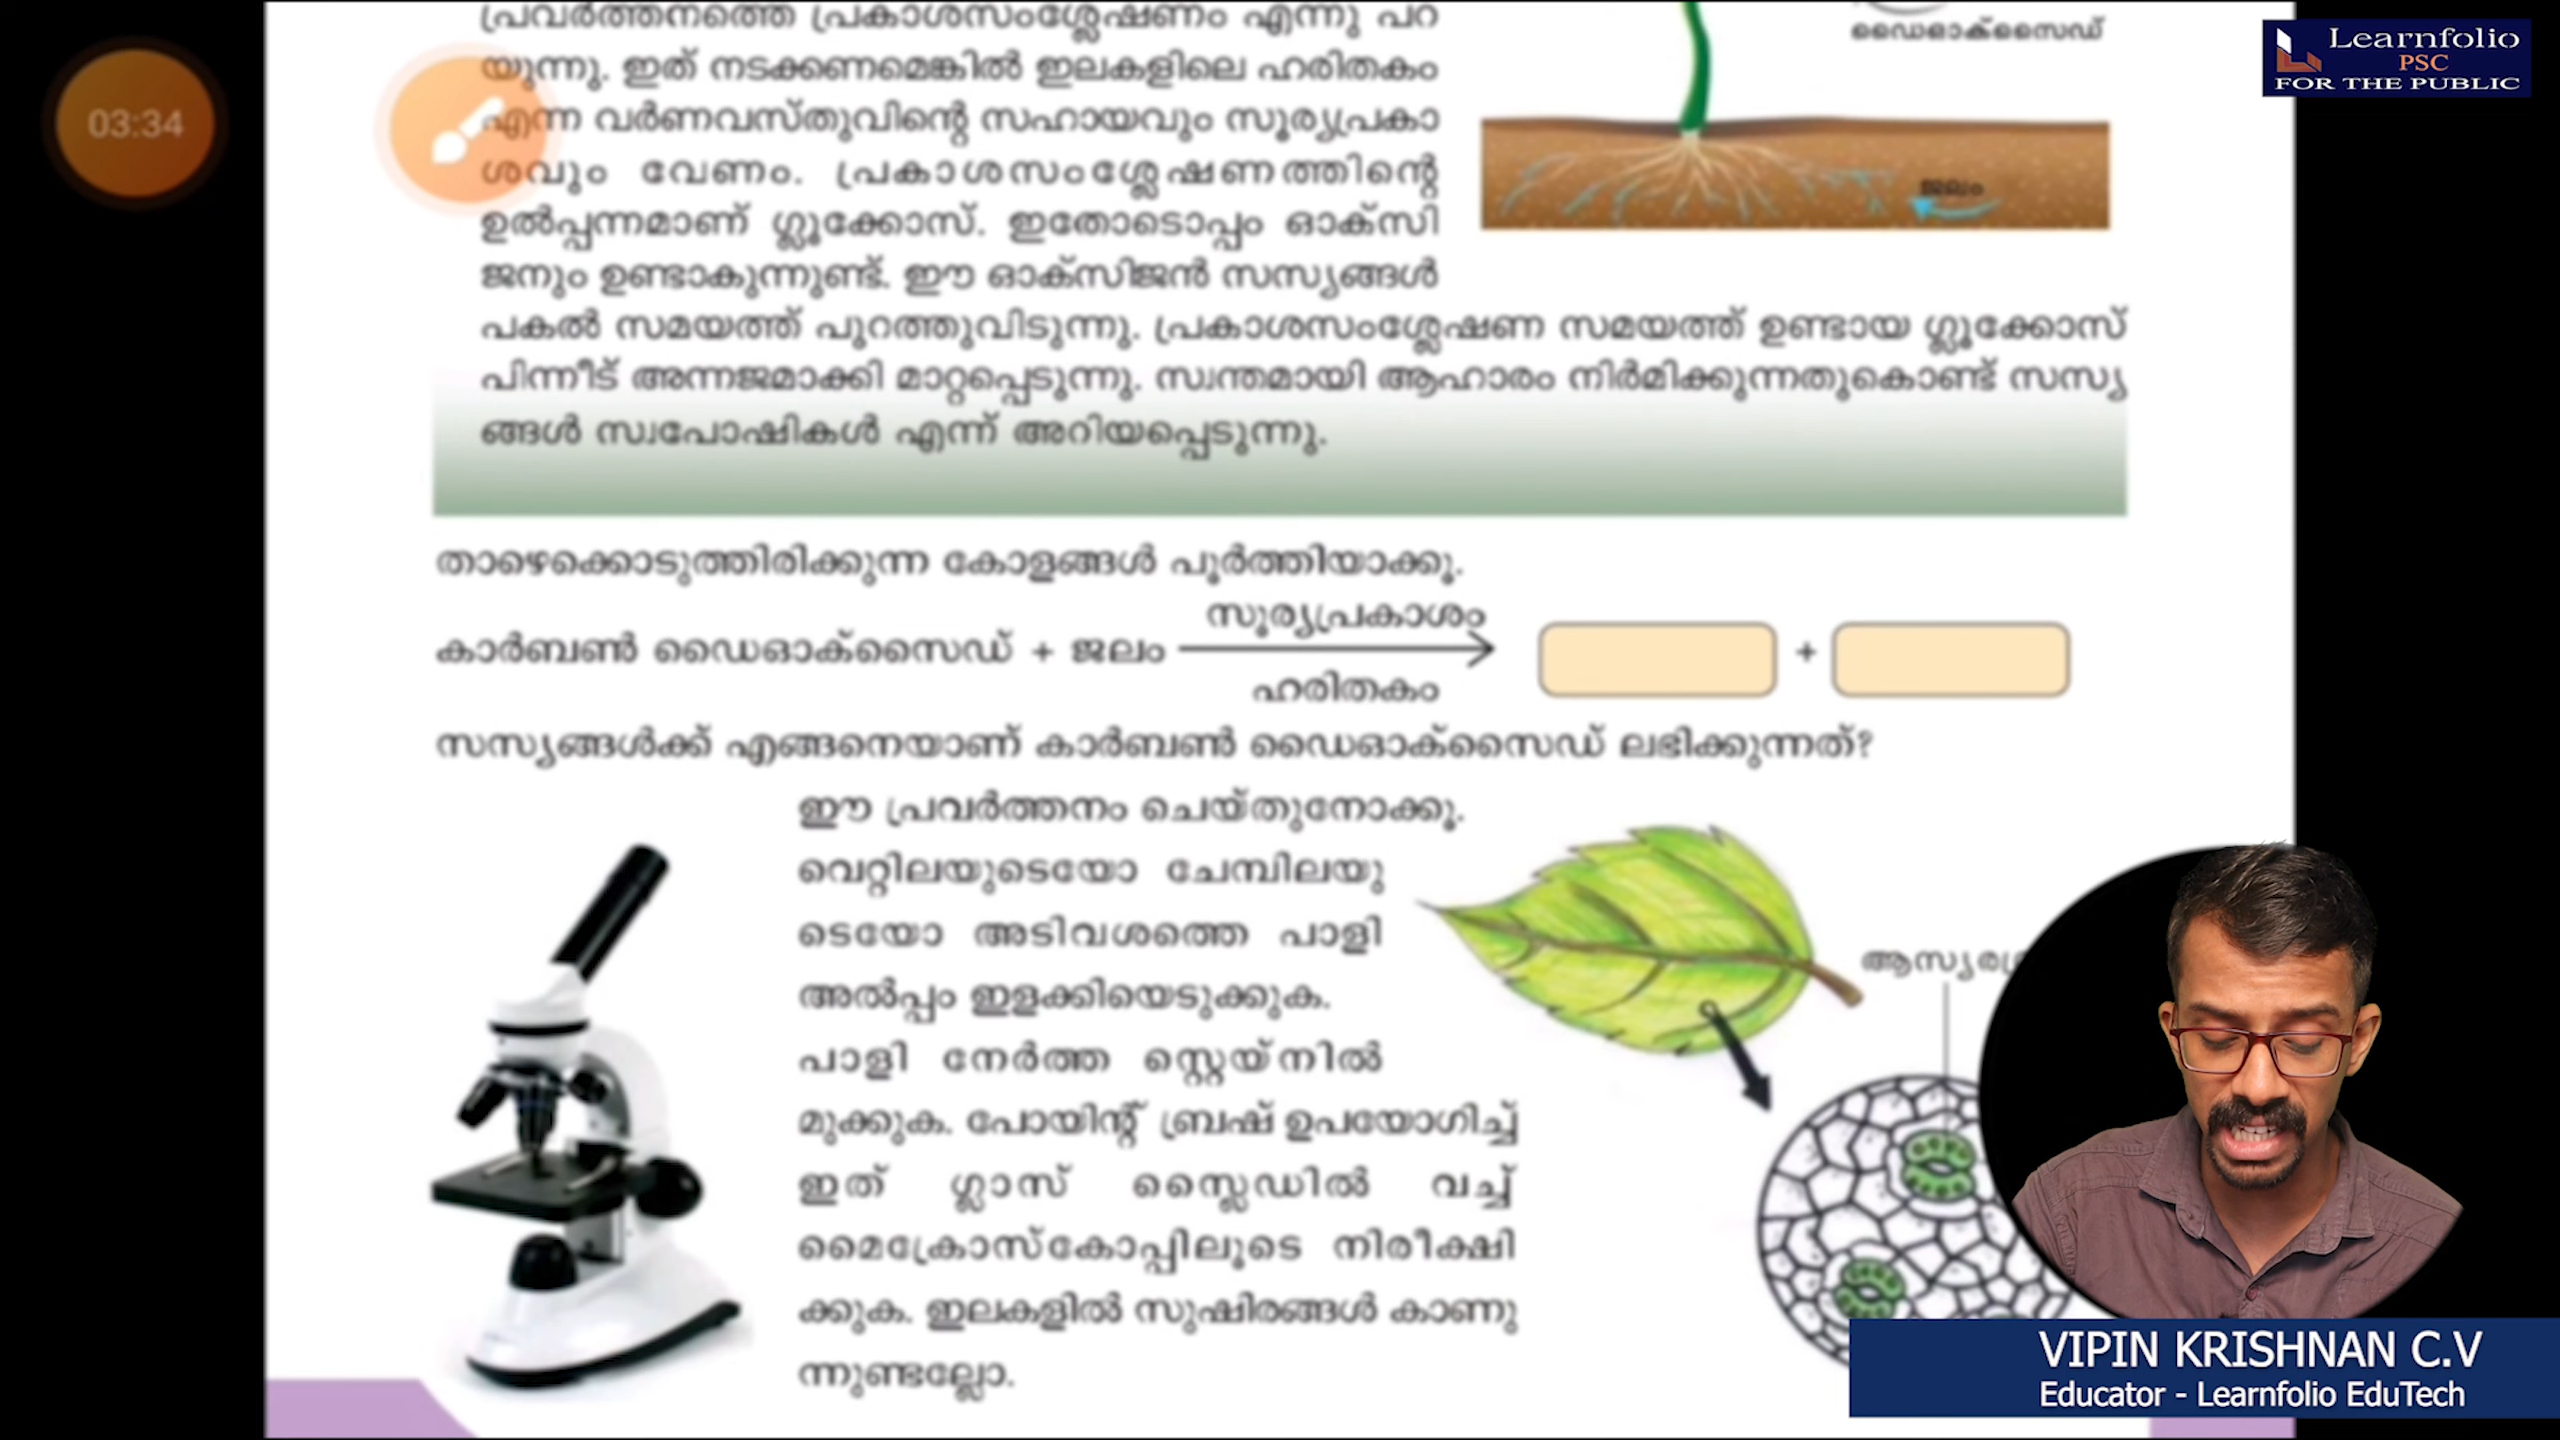 പ്രവർത്തനത്തെ പ്രകാശസംശ്ലേഷണം എന്നു പറ
ഡൈഓക്സൈഡ്
Learnfolio
PSC
FOR THE PUBLIC
യുന്നു. ഇത് നടക്കണമെങ്കിൽ ഇലകളിലെ ഹരിതകം
03:34
എന്ന വർണവസ്തുവിന്റെ സഹായവും സൂര്യപ്രകാ
ശവും വേണം. പ്രകാശസംശ്ലേഷണത്തിന്റെ
ജലം
ഉൽപ്പന്നമാണ് ഗ്ലൂക്കോസ്. ഇതോടൊപ്പം ഓക്സി
ജനും ഉണ്ടാകുന്നുണ്ട്. ഈ ഓക്സിജൻ സസ്യങ്ങൾ
പകൽ സമയത്ത് പുറത്തുവിടുന്നു. പ്രകാശസംശ്ലേഷണ സമയത്ത് ഉണ്ടായ ഗ്ലൂക്കോസ്
പിന്നീട് അന്നജമാക്കി മാറ്റപ്പെടുന്നു. സ്വന്തമായി ആഹാരം നിർമിക്കുന്നതുകൊണ്ട് സസ്യ
ങ്ങൾ സ്വപോഷികൾ എന്ന് അറിയപ്പെടുന്നു.
താഴെക്കൊടുത്തിരിക്കുന്ന കോളങ്ങൾ പൂർത്തിയാക്കൂ.
സൂര്യപ്രകാശം
കാർബൺ ഡൈഓക്സൈഡ് + ജലം → +
ഹരിതകം
സസ്യങ്ങൾക്ക് എങ്ങനെയാണ് കാർബൺ ഡൈഓക്സൈഡ് ലഭിക്കുന്നത്?
ഈ പ്രവർത്തനം ചെയ്തുനോക്കൂ.
വെറ്റിലയുടെയോ ചേമ്പിലയു
ടെയോ അടിവശത്തെ പാളി
അൽപ്പം ഇളക്കിയെടുക്കുക.
പാളി നേർത്ത സ്റ്റെയ്നിൽ
മുക്കുക. പോയിന്റ് ബ്രഷ് ഉപയോഗിച്ച്
ഇത് ഗ്ലാസ് സ്ലൈഡിൽ വച്ച്
മൈക്രോസ്കോപ്പിലൂടെ നിരീക്ഷി
ക്കുക. ഇലകളിൽ സുഷിരങ്ങൾ കാണു
ന്നുണ്ടല്ലോ.
VIPIN KRISHNAN C.V
Educator - Learnfolio EduTech